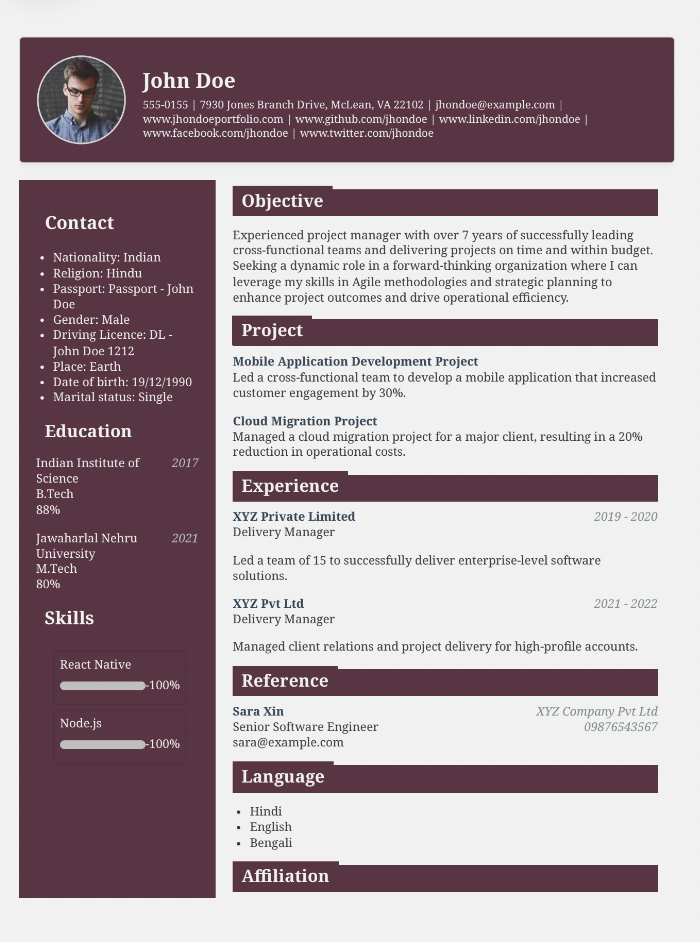 John Doe
555-0155 | 7930 Jones Branch Drive, McLean, VA 22102 | jhondoe@example.com |
www.jhondoeportfolio.com | www.github.com/jhondoe | www.linkedin.com/jhondoe |
www.facebook.com/jhondoe | www.twitter.com/jhondoe
Contact
• Nationality: Indian
• Religion: Hindu
• Passport: Passport - John
Doe
• Gender: Male
• Driving Licence: DL -
John Doe 1212
• Place: Earth
• Date of birth: 19/12/1990
• Marital status: Single
Education
Indian Institute of 2017
Science
B.Tech
88%
Jawaharlal Nehru 2021
University
M.Tech
80%
Skills
React Native
-100%
Node.js
-100%
Objective
Experienced project manager with over 7 years of successfully leading
cross-functional teams and delivering projects on time and within budget.
Seeking a dynamic role in a forward-thinking organization where I can
leverage my skills in Agile methodologies and strategic planning to
enhance project outcomes and drive operational efficiency.
Project
Mobile Application Development Project
Led a cross-functional team to develop a mobile application that increased
customer engagement by 30%.
Cloud Migration Project
Managed a cloud migration project for a major client, resulting in a 20%
reduction in operational costs.
Experience
XYZ Private Limited 2019 - 2020
Delivery Manager
Led a team of 15 to successfully deliver enterprise-level software
solutions.
XYZ Pvt Ltd 2021 - 2022
Delivery Manager
Managed client relations and project delivery for high-profile accounts.
Reference
Sara Xin XYZ Company Pvt Ltd
Senior Software Engineer 09876543567
sara@example.com
Language
• Hindi
• English
• Bengali
Affiliation